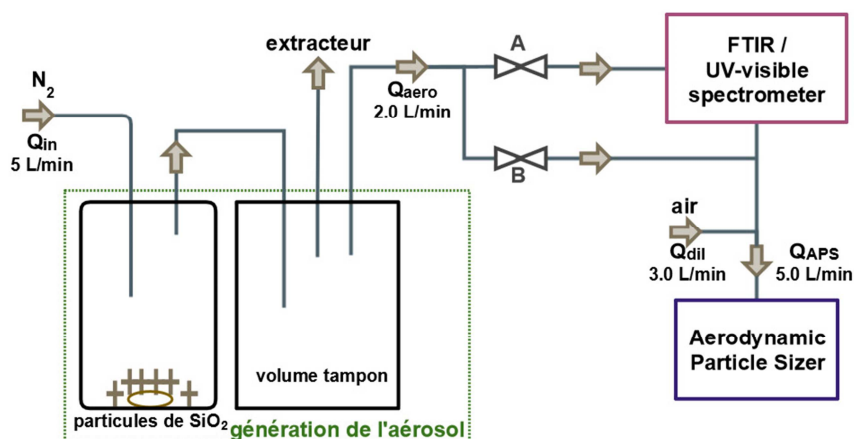 N2
Qin
5 L/min
extracteur
Qaero
2.0 L/min
A
B
FTIR /
UV-visible
spectrometer
air
Qdil
3.0 L/min
QAPS
5.0 L/min
Aerodynamic
Particle Sizer
volume tampon
particules de SiO2
génération de l'aérosol